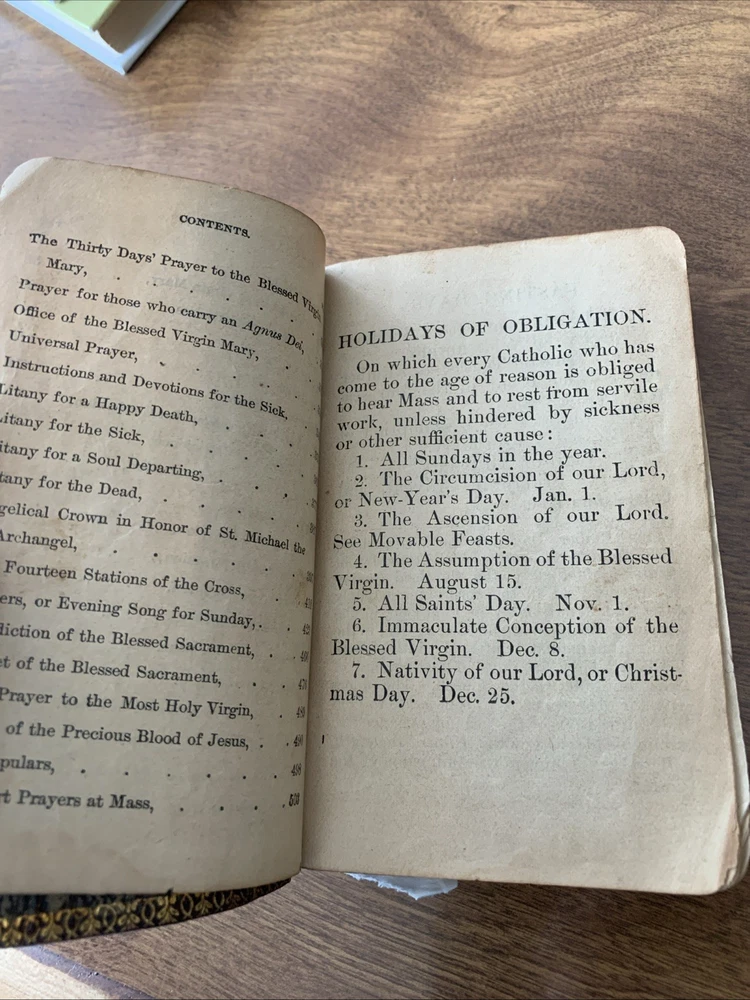 CONTENTS.
The Thirty Days' Prayer to the Blessed Virgin
Mary, . . . . . .
Prayer for those who carry an Agnus Dei,
Office of the Blessed Virgin Mary, . .
Universal Prayer, . . . . .
Instructions and Devotions for the Sick, .
Litany for a Happy Death, . . .
Litany for the Sick, . . . .
itany for a Soul Departing, . . .
tany for the Dead, . . . .
gelical Crown in Honor of St. Michael the
Archangel, . . . . .
Fourteen Stations of the Cross, .
ers, or Evening Song for Sunday, .
diction of the Blessed Sacrament, .
t of the Blessed Sacrament, . 
Prayer to the Most Holy Virgin, .
of the Precious Blood of Jesus, .
pulars, . . . . . . 498
t Prayers at Mass, . . . . 503
HOLIDAYS OF OBLIGATION.
On which every Catholic who has
come to the age of reason is obliged
to hear Mass and to rest from servile
work, unless hindered by sickness
or other sufficient cause:
1. All Sundays in the year.
2. The Circumcision of our Lord,
or New-Year's Day. Jan. 1.
3. The Ascension of our Lord.
See Movable Feasts.
4. The Assumption of the Blessed
Virgin. August 15.
5. All Saints' Day. Nov. 1.
6. Immaculate Conception of the
Blessed Virgin. Dec. 8.
7. Nativity of our Lord, or Christ-
mas Day. Dec. 25.